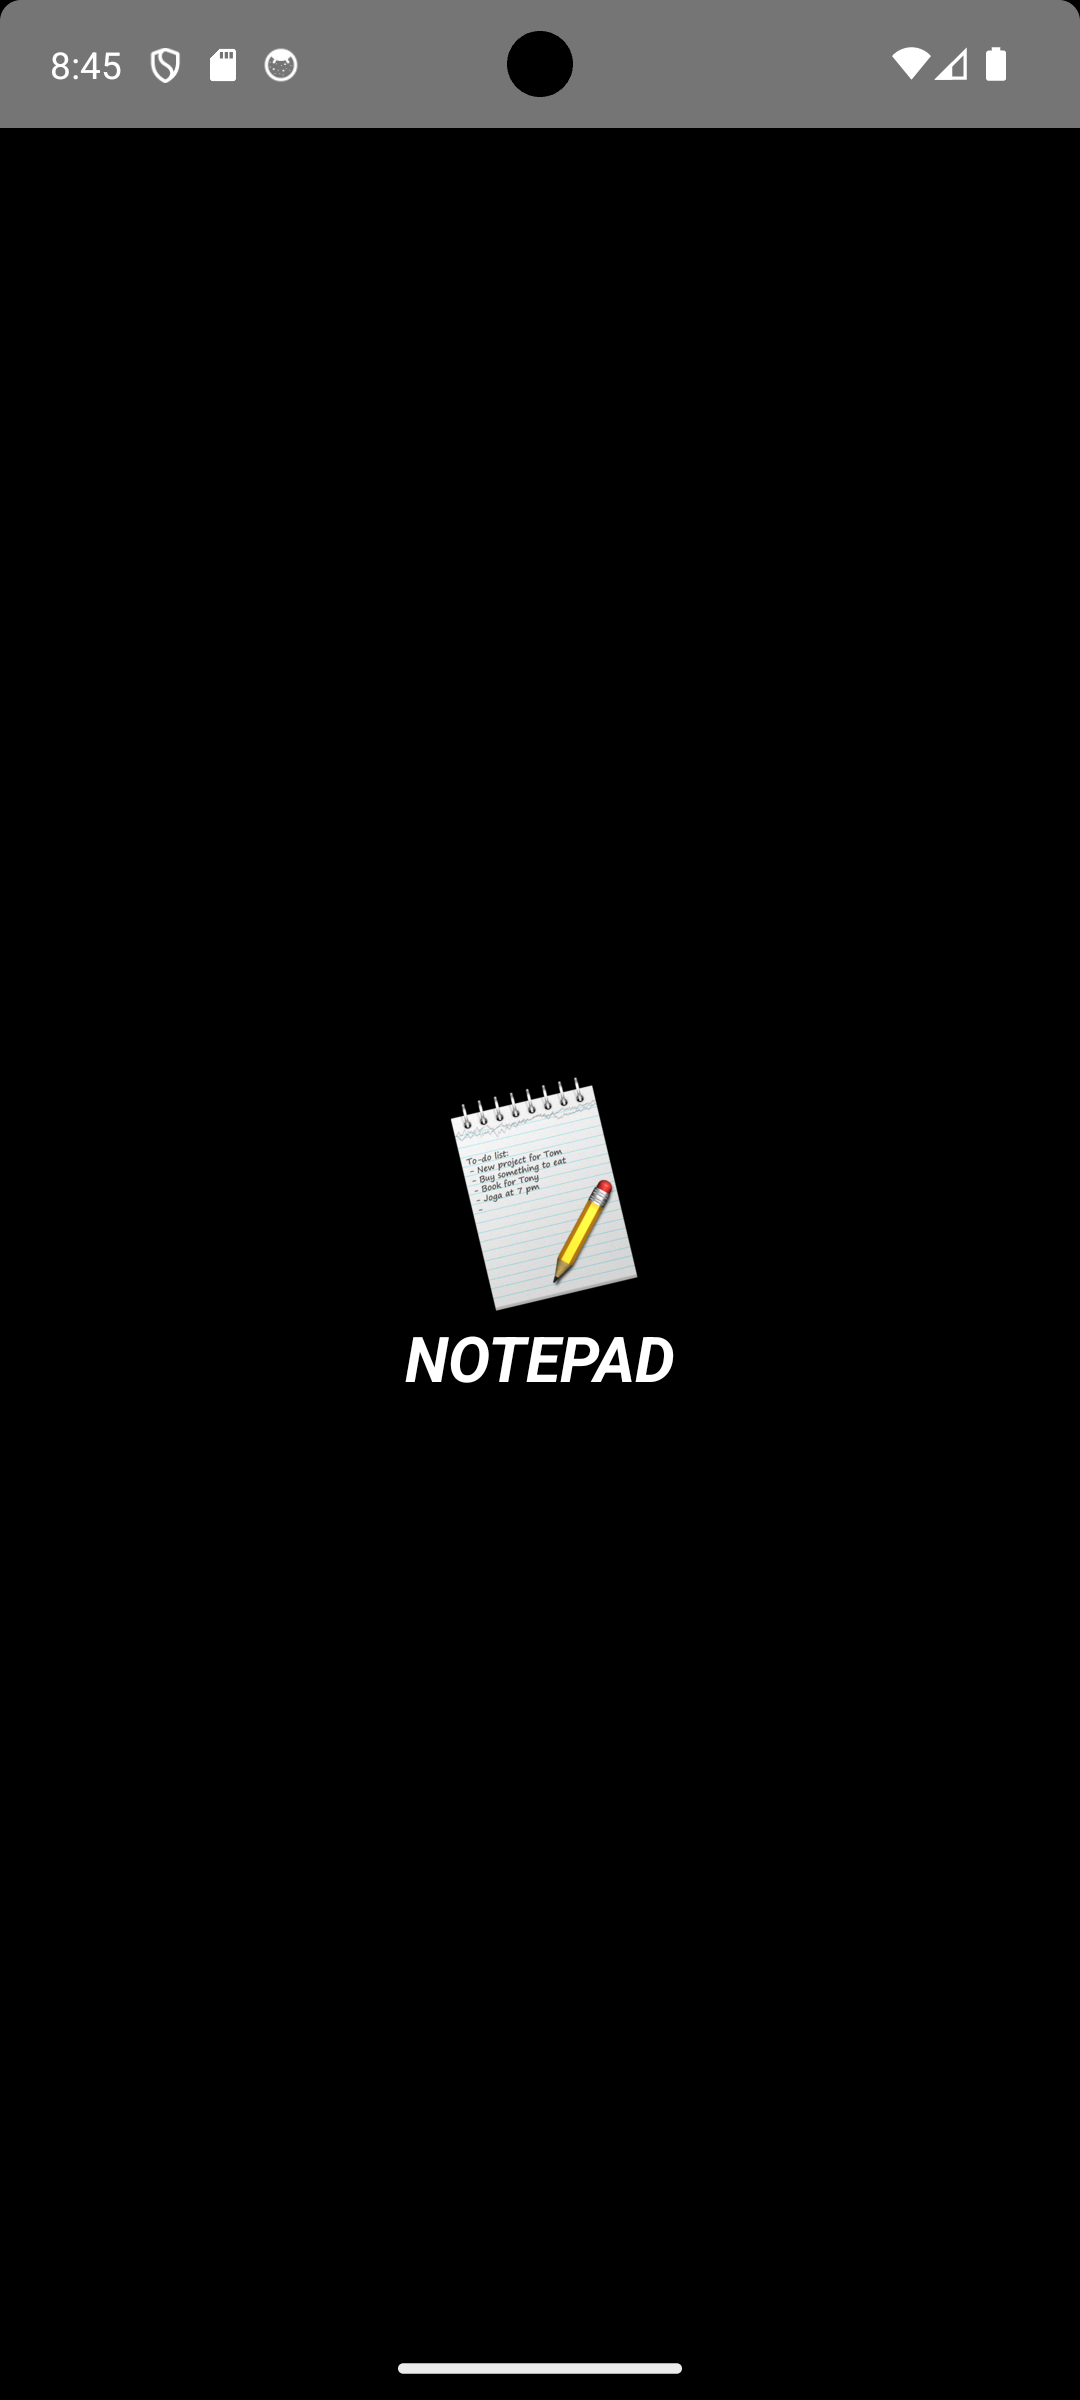 8:45
To-do list:
- New project for Tom
- Buy something to eat
- Book for Tony
- Joga at 7 pm
-
NOTEPAD